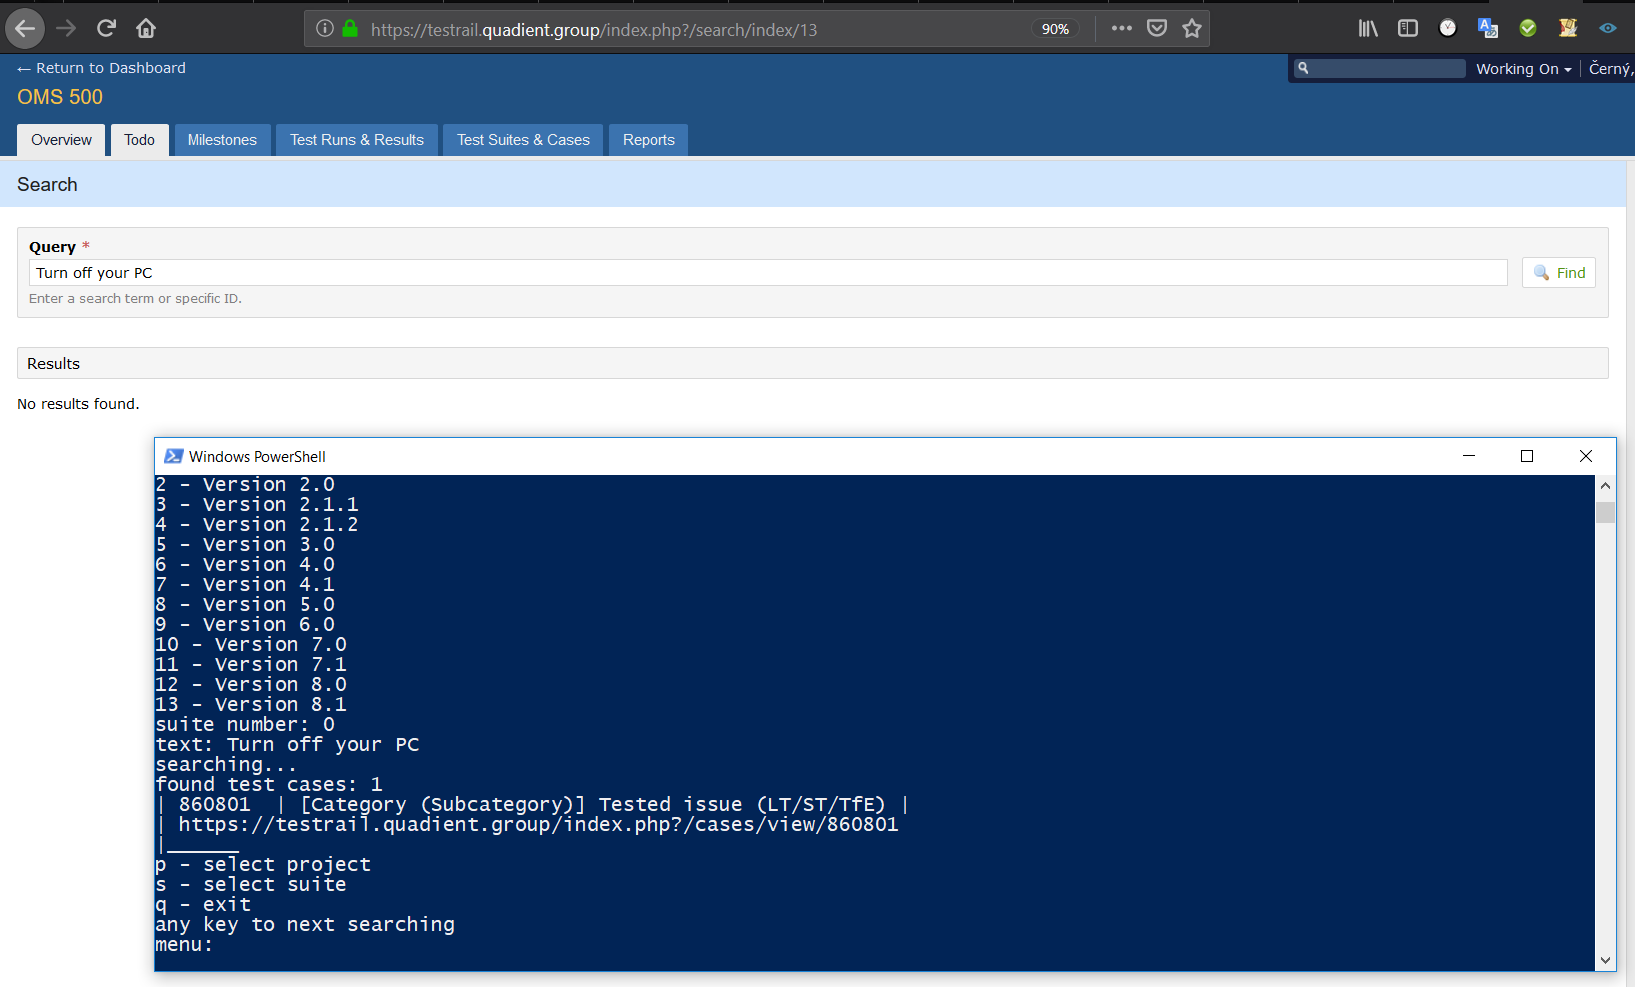 https://testrail.quadient.group/index.php?/search/index/13
90%
← Return to Dashboard
Working On
Černý,
OMS 500
Overview
Todo
Milestones
Test Runs & Results
Test Suites & Cases
Reports
Search
Query *
Turn off your PC
Find
Enter a search term or specific ID.
Results
No results found.
Windows PowerShell
2 - Version 2.0
3 - Version 2.1.1
4 - Version 2.1.2
5 - Version 3.0
6 - Version 4.0
7 - Version 4.1
8 - Version 5.0
9 - Version 6.0
10 - Version 7.0
11 - Version 7.1
12 - Version 8.0
13 - Version 8.1
suite number: 0
text: Turn off your PC
searching...
found test cases: 1
| 860801  | [Category (Subcategory)] Tested issue (LT/ST/TfE) |
| https://testrail.quadient.group/index.php?/cases/view/860801
|______
p - select project
s - select suite
q - exit
any key to next searching
menu: